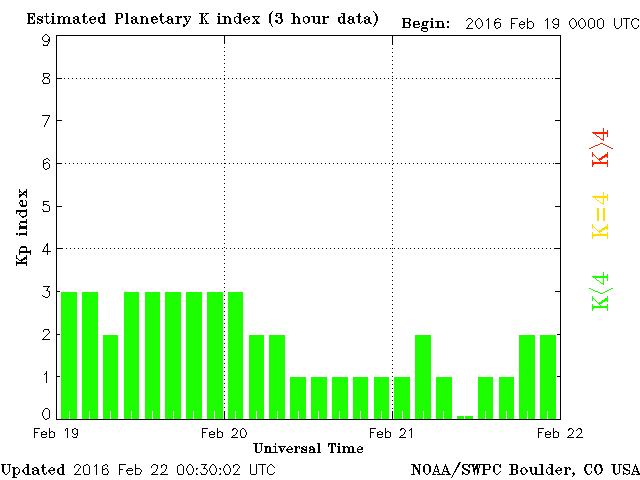 Estimated Planetary K index (3 hour data) Begin: 2016 Feb 19 0000 UTC
9
8
7
6
5
4
3
2
1
0
Kp index
K>4
K=4
K<4
Feb 19 Feb 20 Feb 21 Feb 22
Universal Time
Updated 2016 Feb 22 00:30:02 UTC NOAA/SWPC Boulder, CO USA